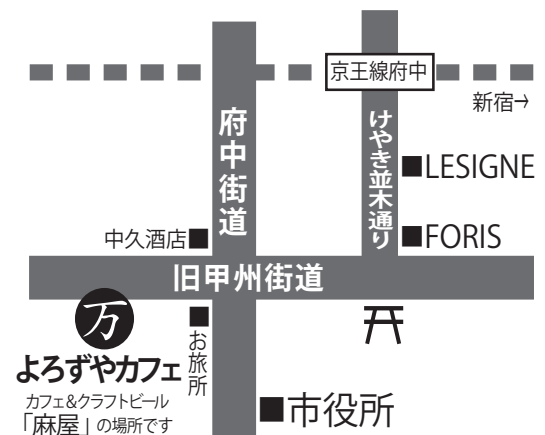 京王線府中
新宿→
府中街道
けやき並木通り
■LESIGNE
中久酒店■
■FORIS
旧甲州街道
万
■お旅所
よろずやカフェ
カフェ&クラフトビール
「麻屋」の場所です
■市役所